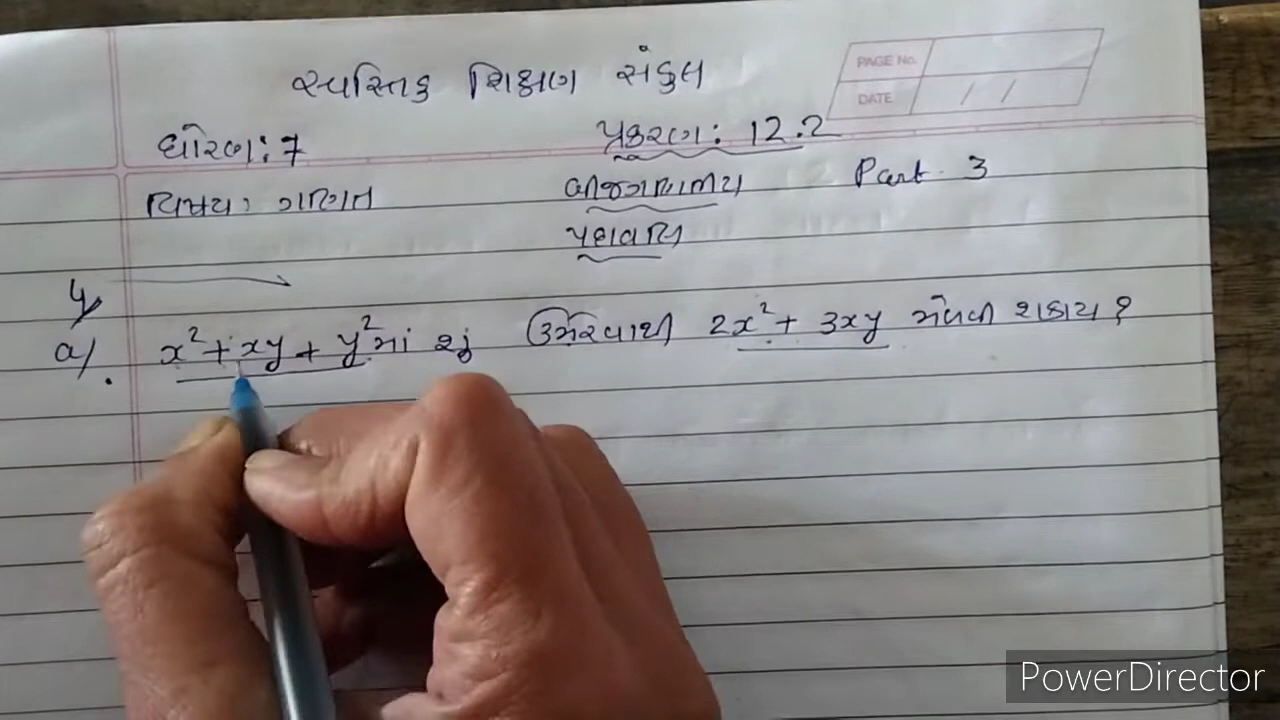 સ્વસ્તિક શિક્ષણ સંકુલ
PAGE No.
DATE / /
ધોરણ: 7
પ્રકરણ: 12.2
વિષય: ગણિત
બીજગણિતીય Part 3
પદાવલિ
4
a/. x²+xy+y²માં શું ઉમેરવાથી 2x²+3xy મેળવી શકાય?
PowerDirector